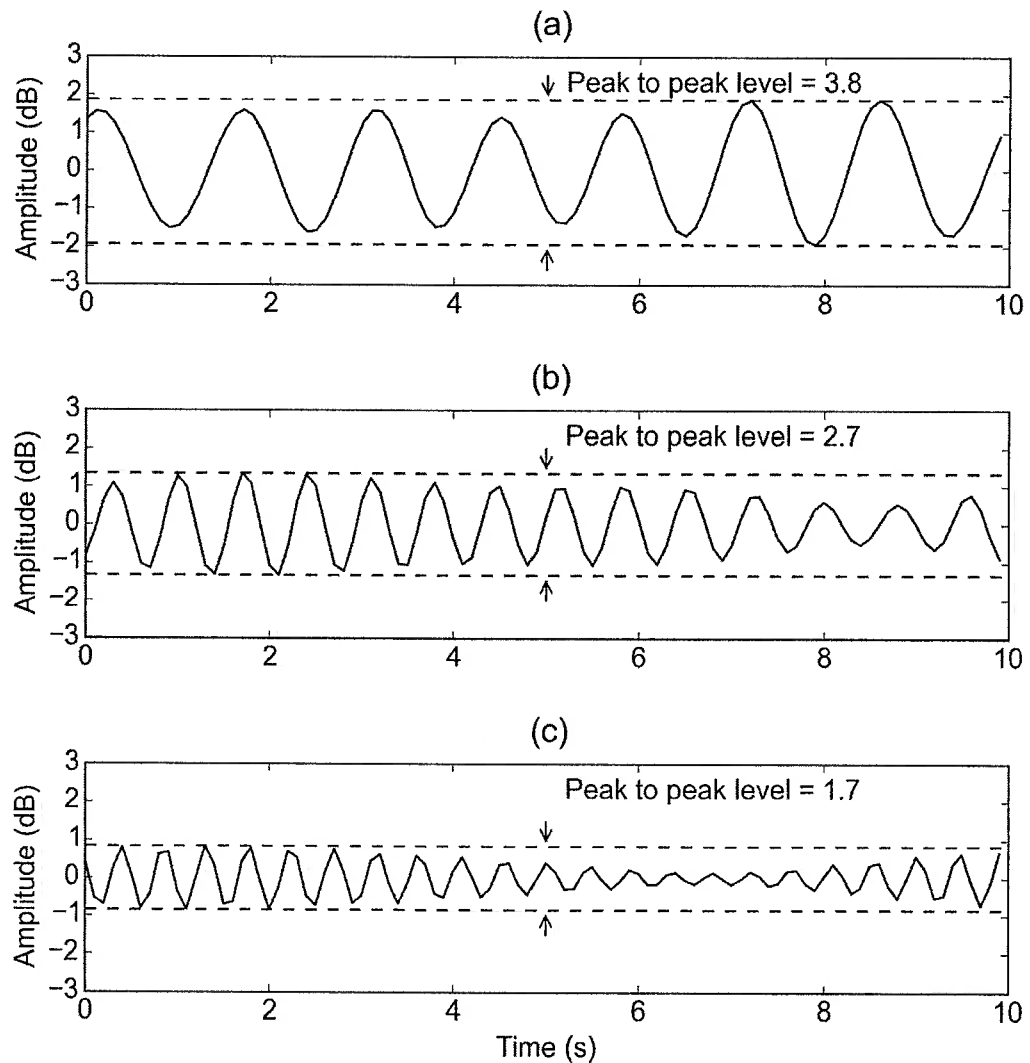 (a)
Peak to peak level = 3.8
Amplitude (dB)
3
2
1
0
−1
−2
−3
0 2 4 6 8 10
(b)
Peak to peak level = 2.7
Amplitude (dB)
3
2
1
0
−1
−2
−3
0 2 4 6 8 10
(c)
Peak to peak level = 1.7
Amplitude (dB)
3
2
1
0
−1
−2
−3
0 2 4 6 8 10
Time (s)